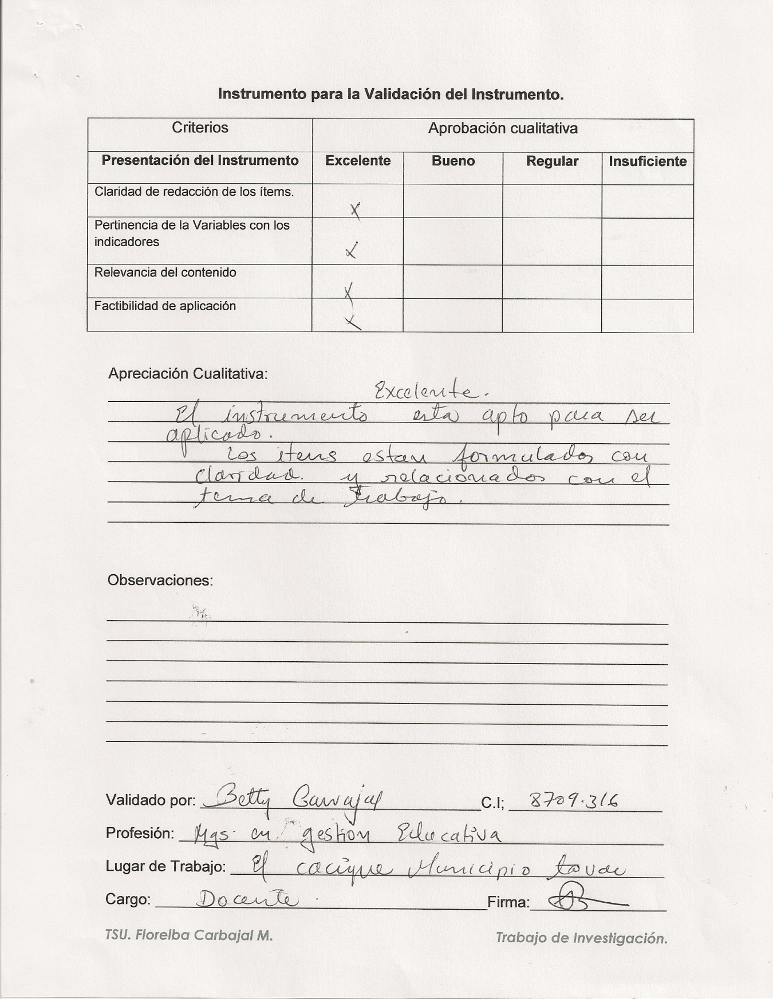 Instrumento para la Validación del Instrumento.
Criterios Aprobación cualitativa
Presentación del Instrumento Excelente Bueno Regular Insuficiente
Claridad de redacción de los ítems.
X
Pertinencia de la Variables con los
indicadores
X
Relevancia del contenido
X
Factibilidad de aplicación
X
Apreciación Cualitativa:
Excelente.
El instrumento esta apto para ser
aplicado.
Los itens estan formulados con
claridad. y relacionados con el
tema de trabajo.
Observaciones:
Validado por: Betty Carvajal C.I; 8709.316
Profesión: Mgs en gestion Educativa
Lugar de Trabajo: El cacique Municipio tovar
Cargo: Docente. Firma:
TSU. Florelba Carbajal M. Trabajo de Investigación.